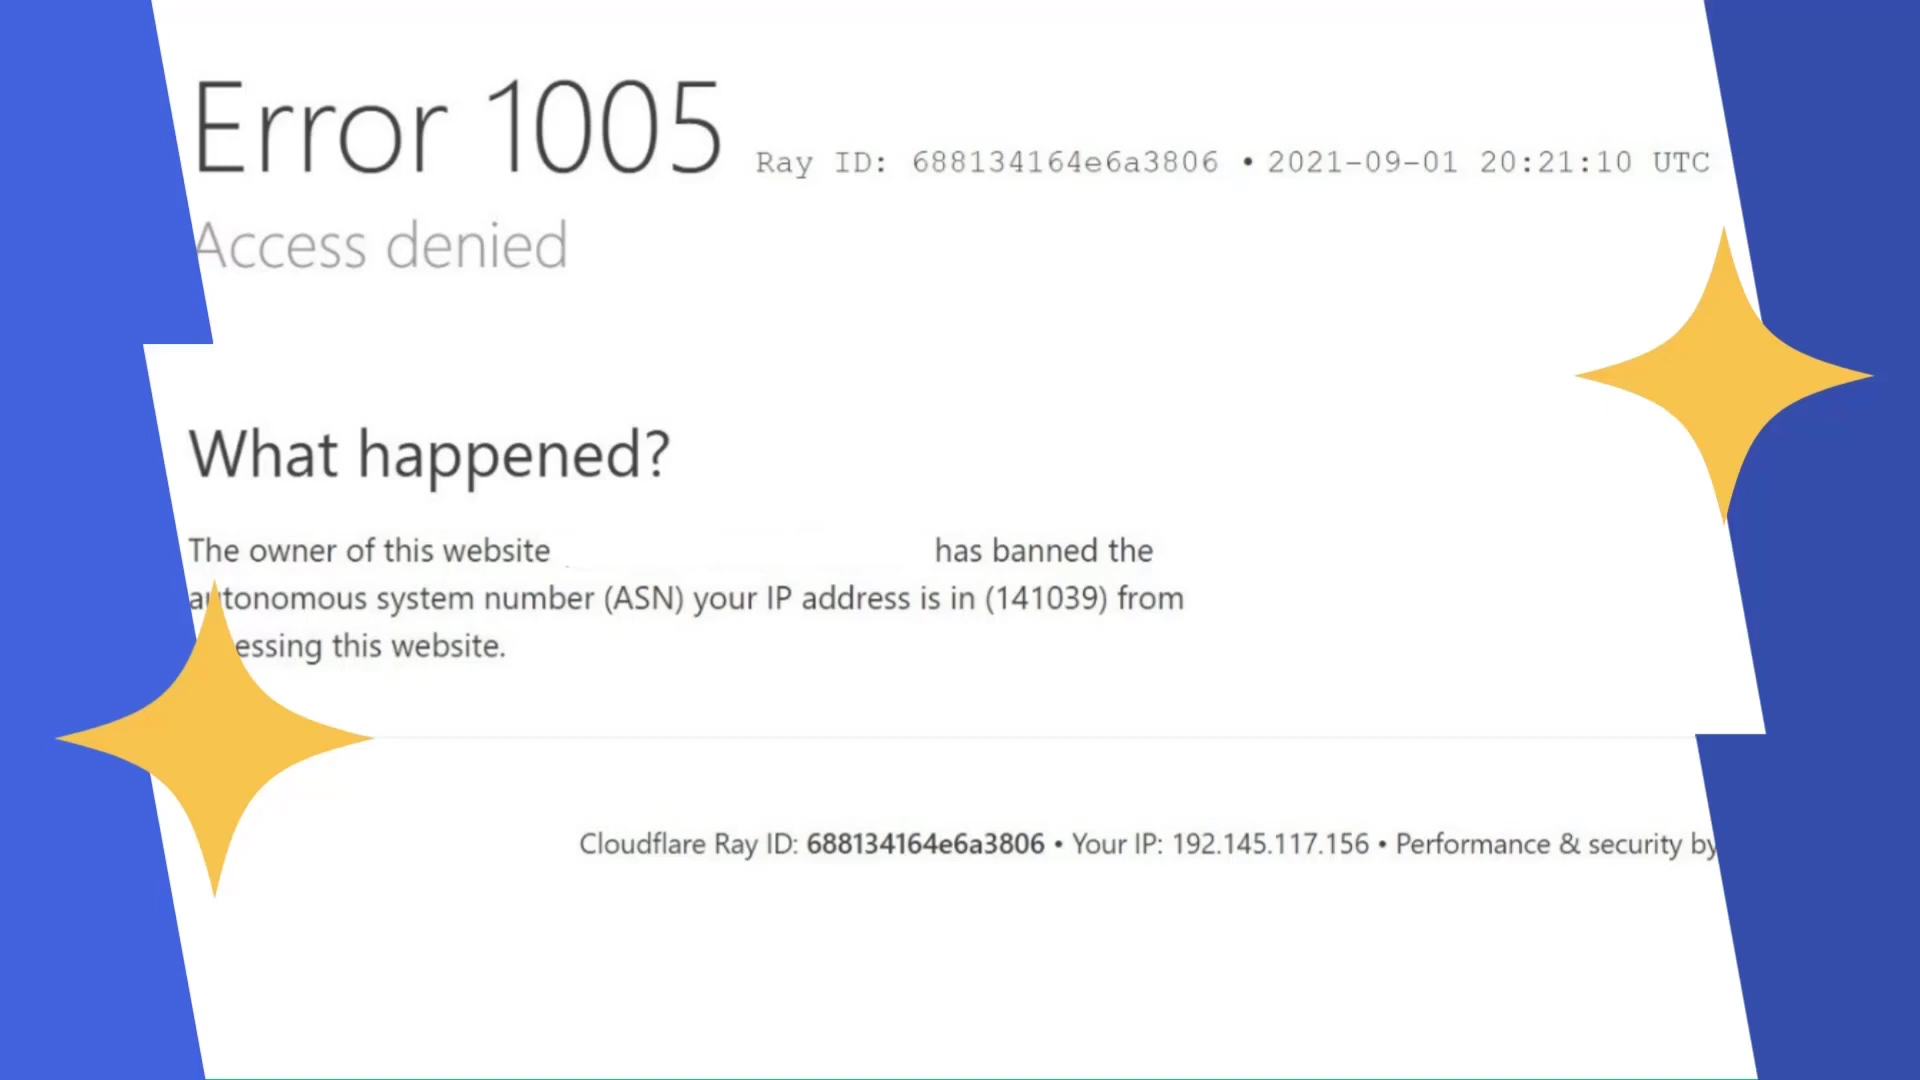 Error 1005 Ray ID: 688134164e6a3806 • 2021-09-01 20:21:10 UTC
Access denied
What happened?
The owner of this website has banned the
autonomous system number (ASN) your IP address is in (141039) from
essing this website.
Cloudflare Ray ID: 688134164e6a3806 • Your IP: 192.145.117.156 • Performance & security by